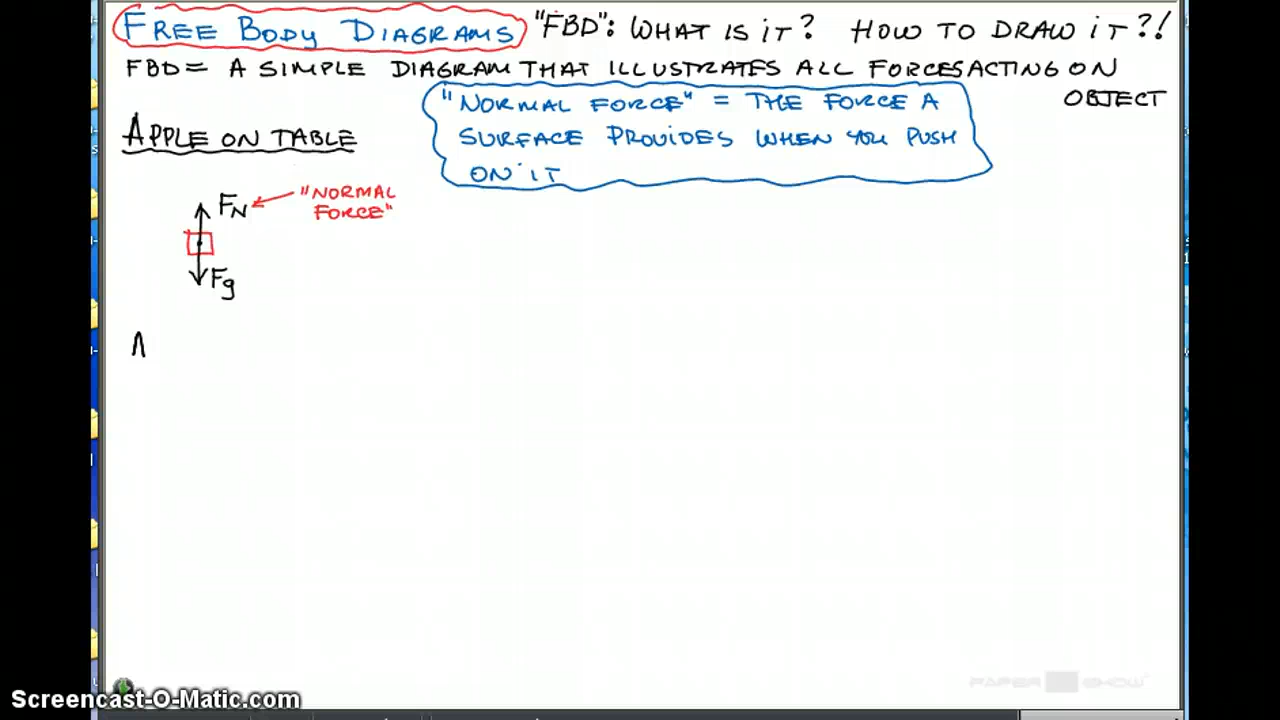 FREE BODY DIAGRAMS "FBD": WHAT IS IT? HOW TO DRAW IT?!
FBD = A SIMPLE DIAGRAM THAT ILLUSTRATES ALL FORCES ACTING ON
OBJECT
"NORMAL FORCE" = THE FORCE A
SURFACE PROVIDES WHEN YOU PUSH
ON IT
APPLE ON TABLE
FN
"NORMAL
FORCE"
Fg
PAPER SHOW
Screencast-O-Matic.com